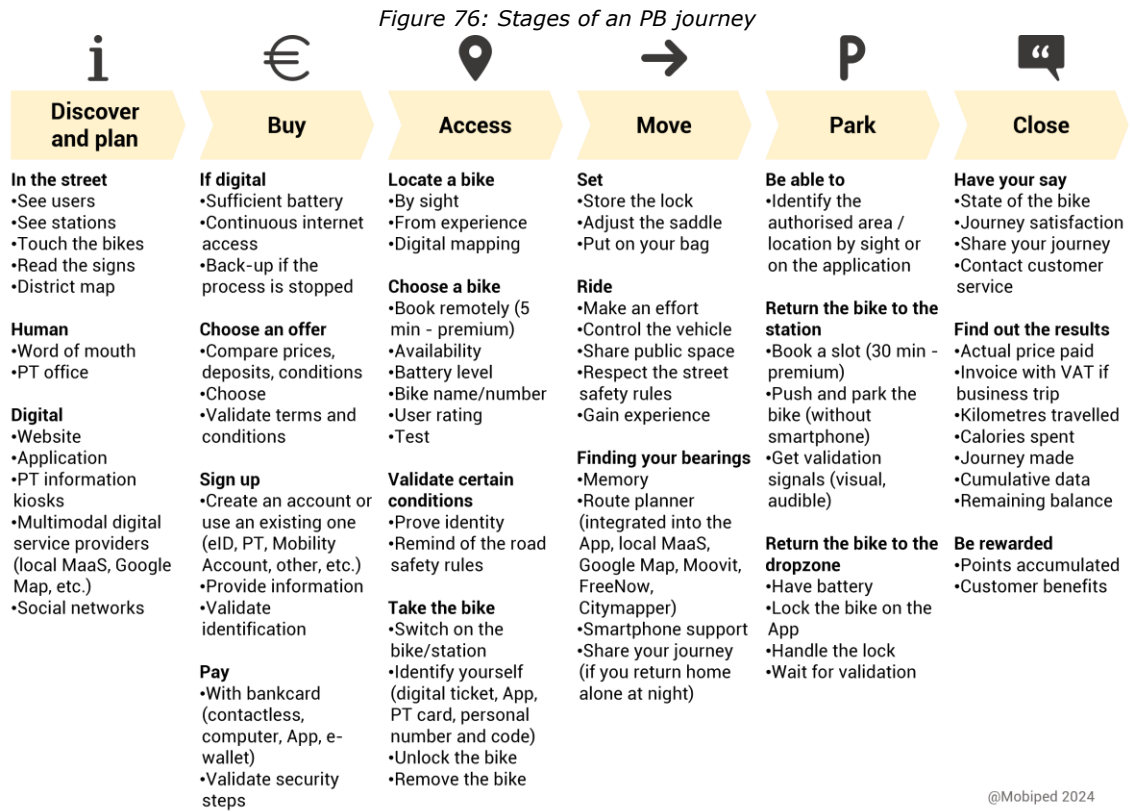 Figure 76: Stages of an PB journey
i
€
P
“
Discover
and plan
Buy
Access
Move
Park
Close
In the street
•See users
•See stations
•Touch the bikes
•Read the signs
•District map
Human
•Word of mouth
•PT office
Digital
•Website
•Application
•PT information
kiosks
•Multimodal digital
service providers
(local MaaS, Google
Map, etc.)
•Social networks
If digital
•Sufficient battery
•Continuous internet
access
•Back-up if the
process is stopped
Choose an offer
•Compare prices,
deposits, conditions
•Choose
•Validate terms and
conditions
Sign up
•Create an account or
use an existing one
(eID, PT, Mobility
Account, other, etc.)
•Provide information
•Validate
identification
Pay
•With bankcard
(contactless,
computer, App, e-
wallet)
•Validate security
steps
Locate a bike
•By sight
•From experience
•Digital mapping
Choose a bike
•Book remotely (5
min - premium)
•Availability
•Battery level
•Bike name/number
•User rating
•Test
Validate certain
conditions
•Prove identity
•Remind of the road
safety rules
Take the bike
•Switch on the
bike/station
•Identify yourself
(digital ticket, App,
PT card, personal
number and code)
•Unlock the bike
•Remove the bike
Set
•Store the lock
•Adjust the saddle
•Put on your bag
Ride
•Make an effort
•Control the vehicle
•Share public space
•Respect the street
safety rules
•Gain experience
Finding your bearings
•Memory
•Route planner
(integrated into the
App, local MaaS,
Google Map, Moovit,
FreeNow,
Citymapper)
•Smartphone support
•Share your journey
(if you return home
alone at night)
Be able to
•Identify the
authorised area /
location by sight or
on the application
Return the bike to the
station
•Book a slot (30 min -
premium)
•Push and park the
bike (without
smartphone)
•Get validation
signals (visual,
audible)
Return the bike to the
dropzone
•Have battery
•Lock the bike on the
App
•Handle the lock
•Wait for validation
Have your say
•State of the bike
•Journey satisfaction
•Share your journey
•Contact customer
service
Find out the results
•Actual price paid
•Invoice with VAT if
business trip
•Kilometres travelled
•Calories spent
•Journey made
•Cumulative data
•Remaining balance
Be rewarded
•Points accumulated
•Customer benefits
@Mobiped 2024